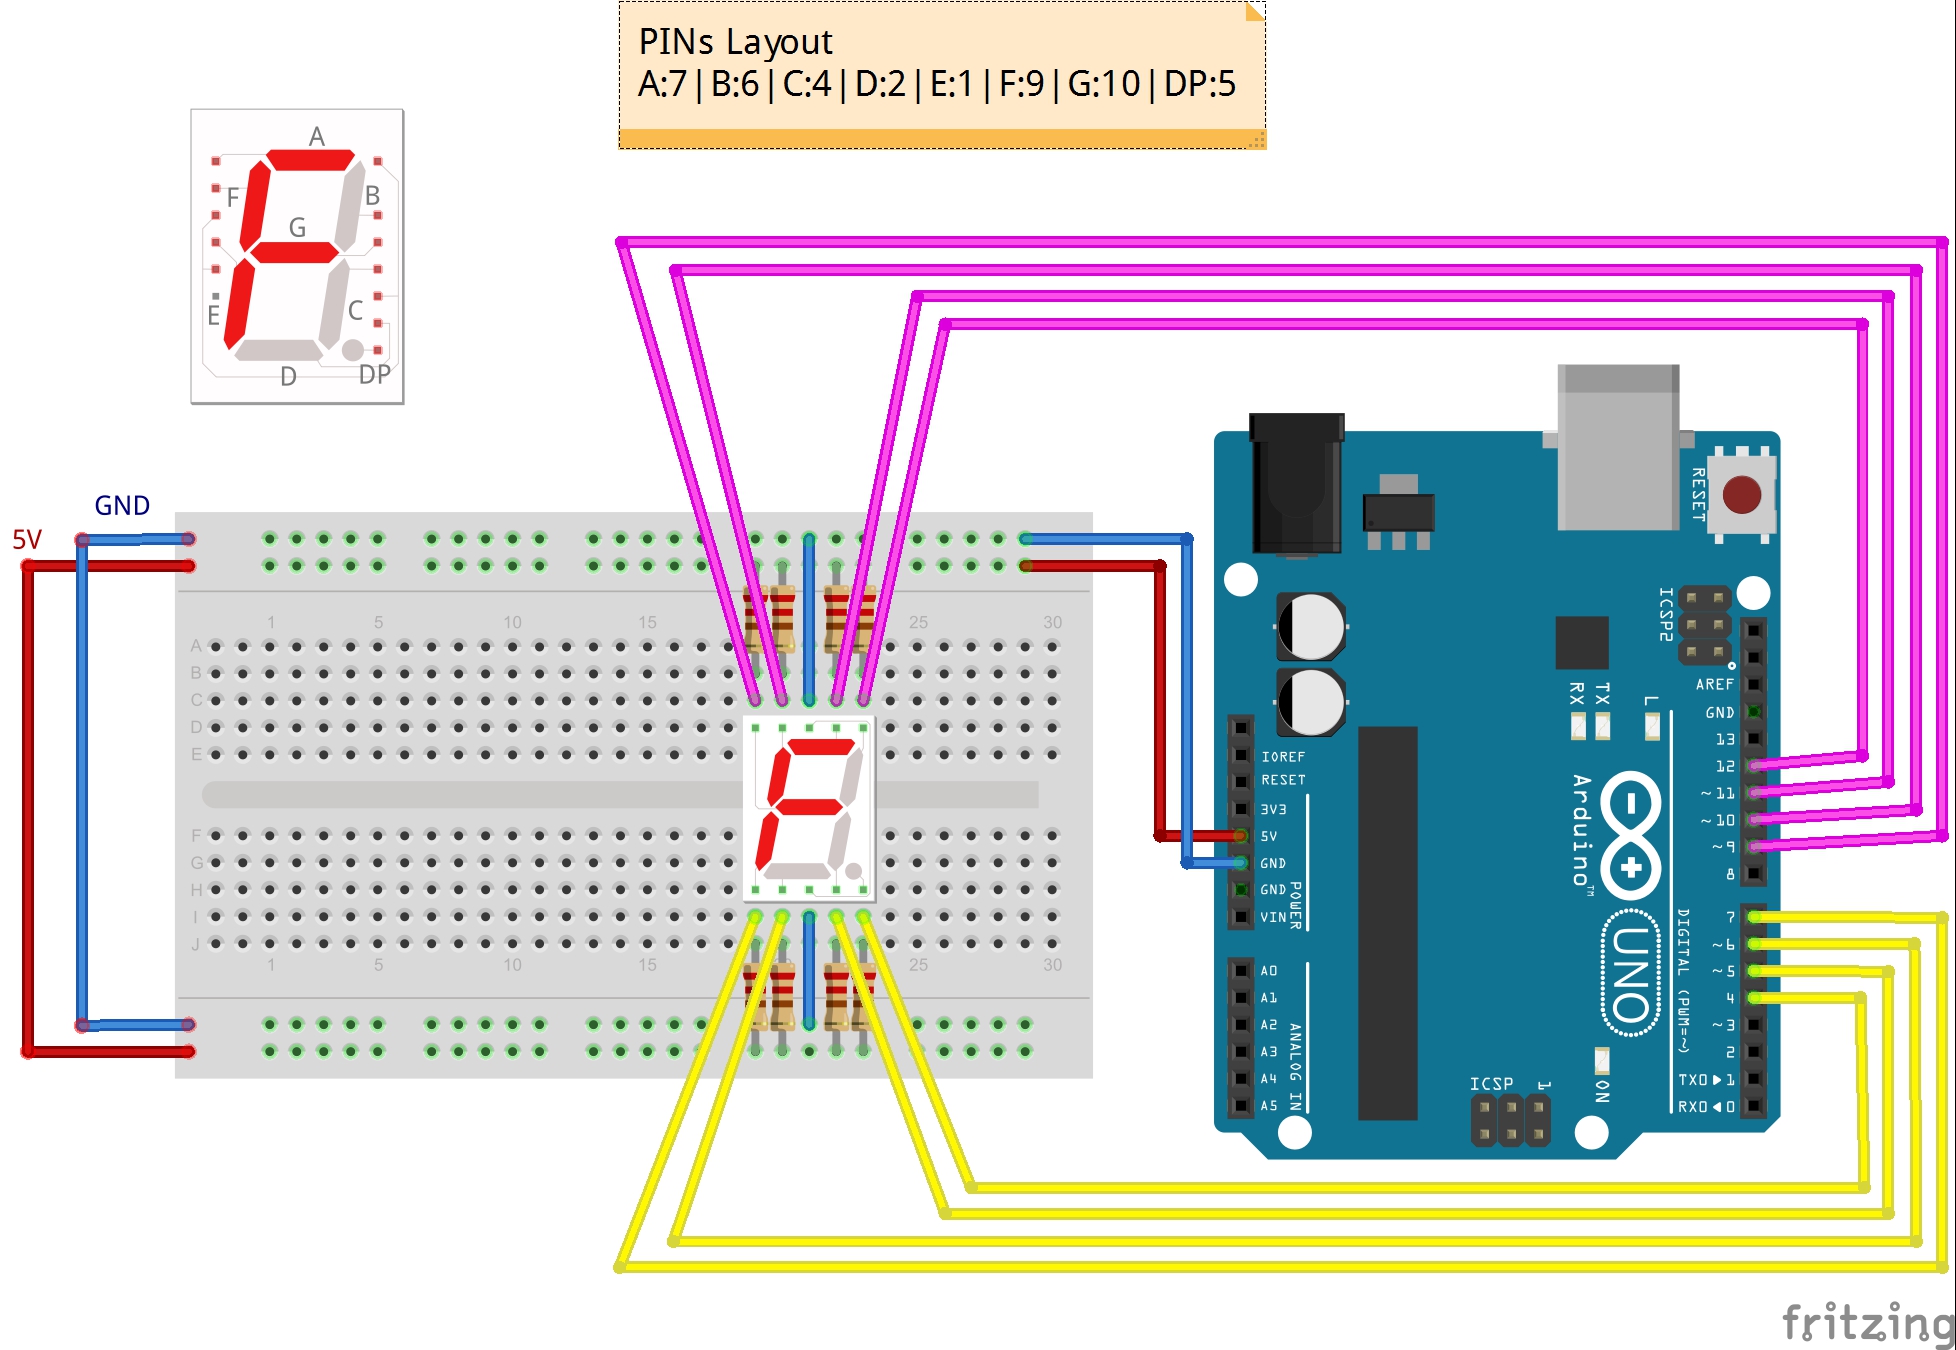 PINs Layout
A:7|B:6|C:4|D:2|E:1|F:9|G:10|DP:5
A
F
B
G
E
C
D
DP
GND
5V
1
5
10
15
25
30
A
B
C
D
E
F
G
H
I
J
1
5
10
15
25
30
RESET
ICSP2
AREF
GND
13
12
~11
~10
~9
8
7
~6
~5
4
~3
2
TX0▶1
RX0◀0
RX
TX
L
IOREF
RESET
3V3
5V
GND
GND
VIN
POWER
A0
A1
A2
A3
A4
A5
ANALOG IN
Arduino™
UNO
DIGITAL (PWM=~)
ON
ICSP
1
fritzing